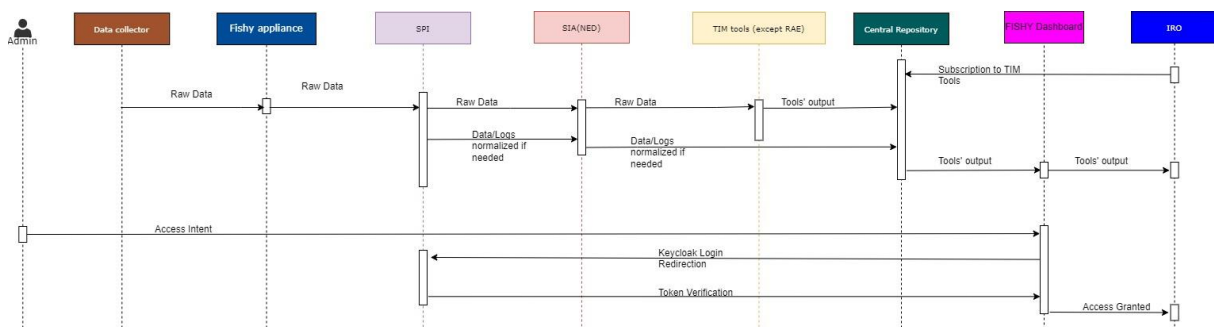 Admin
Data collector
Fishy appliance
SPI
SIA(NED)
TIM tools (except RAE)
Central Repository
FISHY Dashboard
IRO
Subscription to TIM
Tools
Raw Data
Raw Data
Raw Data
Raw Data
Tools' output
Data/Logs
normalized if
needed
Data/Logs
normalized if
needed
Tools' output
Tools' output
Access Intent
Keycloak Login
Redirection
Token Verification
Access Granted